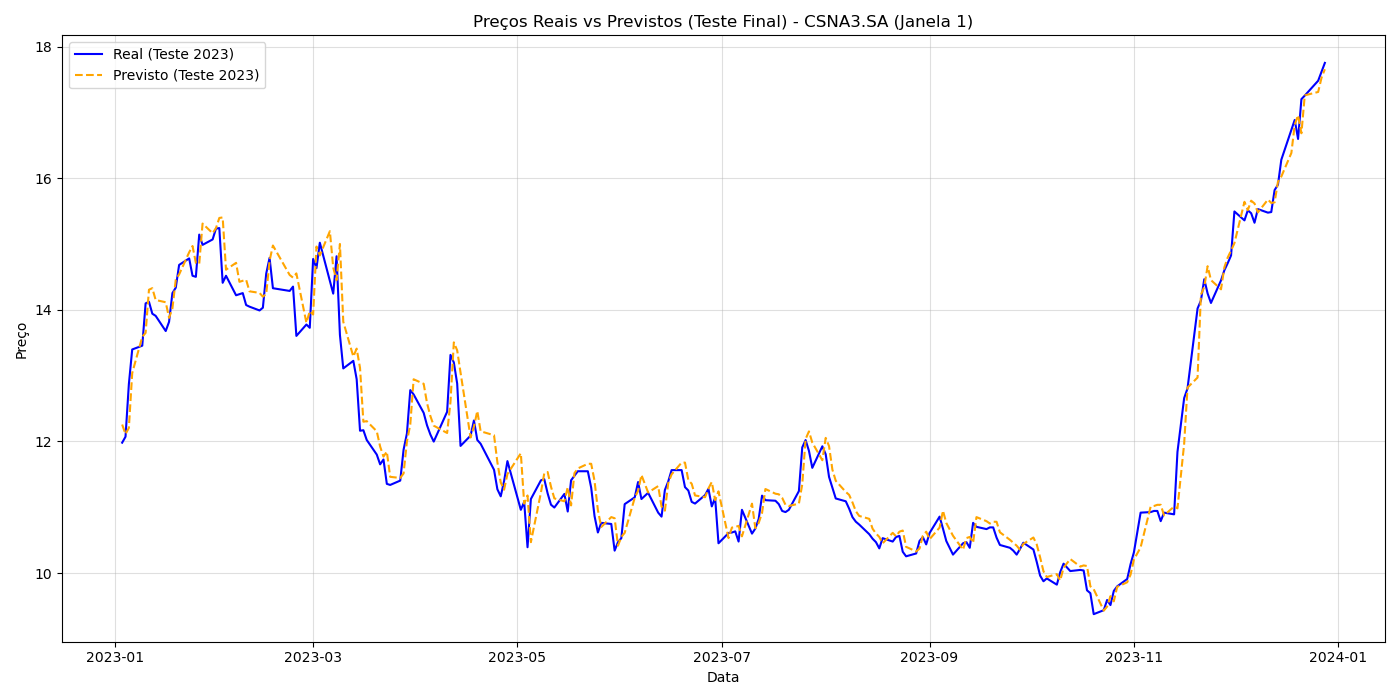 Preços Reais vs Previstos (Teste Final) - CSNA3.SA (Janela 1)
Real (Teste 2023)
Previsto (Teste 2023)
Preço
18
16
14
12
10
2023-01
2023-03
2023-05
2023-07
2023-09
2023-11
2024-01
Data